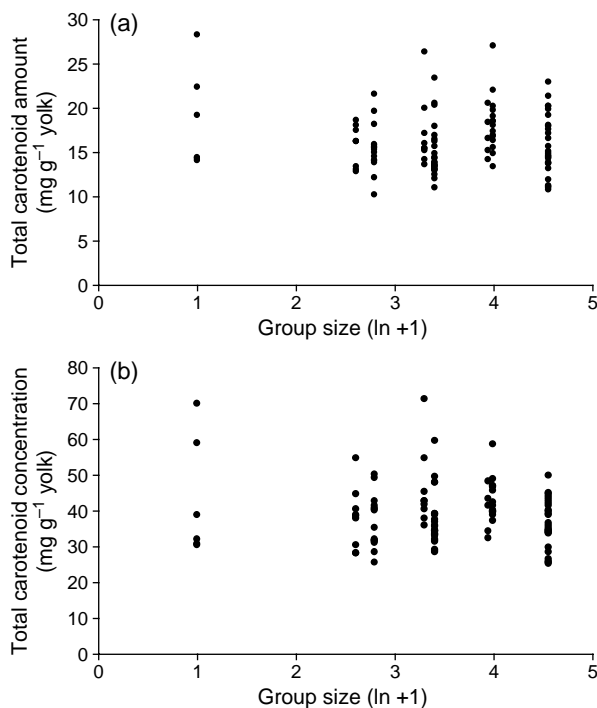 (a)
Total carotenoid amount
(mg g⁻¹ yolk)
30
25
20
15
10
5
0
0 1 2 3 4 5
Group size (ln +1)
(b)
Total carotenoid concentration
(mg g⁻¹ yolk)
80
70
60
50
40
30
20
10
0
0 1 2 3 4 5
Group size (ln +1)